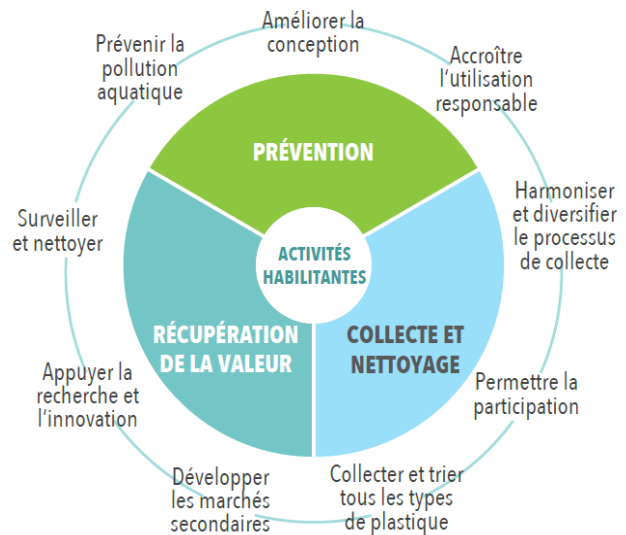 Améliorer la
conception
Accroître
l'utilisation
responsable
Harmoniser
et diversifier
le processus
de collecte
Permettre la
participation
Collecter et trier
tous les types
de plastique
Développer
les marchés
secondaires
Appuyer la
recherche et
l'innovation
Surveiller
et nettoyer
Prévenir la
pollution
aquatique
PRÉVENTION
COLLECTE ET
NETTOYAGE
RÉCUPÉRATION
DE LA VALEUR
ACTIVITÉS
HABILITANTES